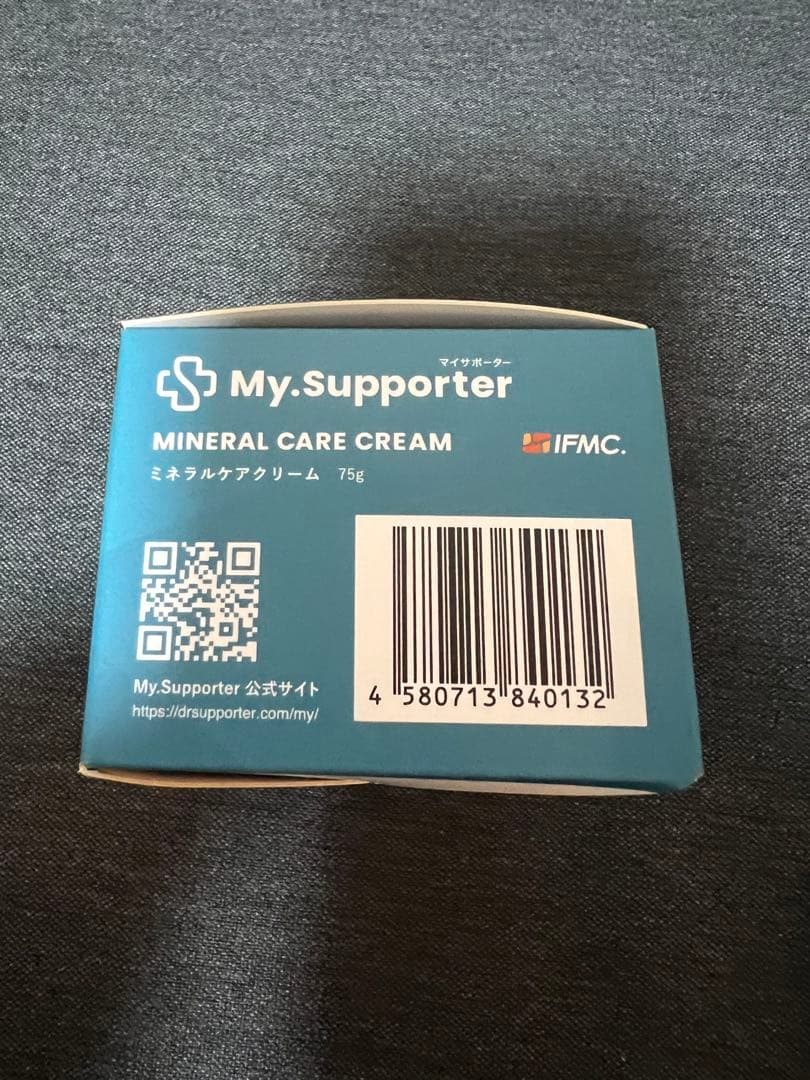 マイサポーター
My.Supporter
MINERAL CARE CREAM
IFMC.
ミネラルケアクリーム 75g
My.Supporter 公式サイト
https://drsupporter.com/my/
4 580713 840132